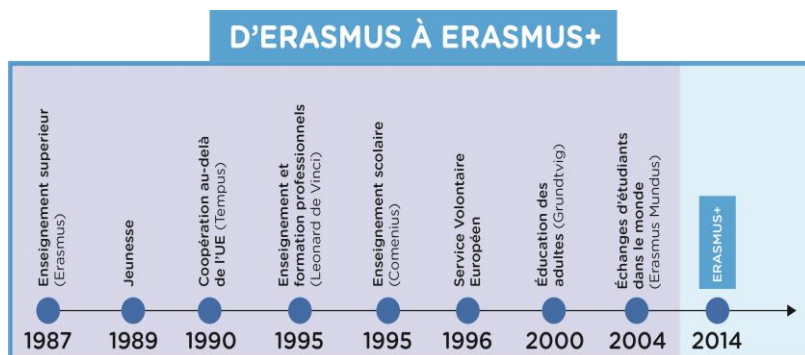 D'ERASMUS À ERASMUS+
Enseignement superieur
(Erasmus)
1987
Jeunesse
1989
Coopération au-delà
de l'UE (Tempus)
1990
Enseignement et
formation professionnels
(Leonard de Vinci)
1995
Enseignement scolaire
(Comenius)
1995
Service Volontaire
Européen
1996
Éducation des
adultes (Grundtvig)
2000
Échanges d'étudiants
dans le monde
(Erasmus Mundus)
2004
ERASMUS+
2014